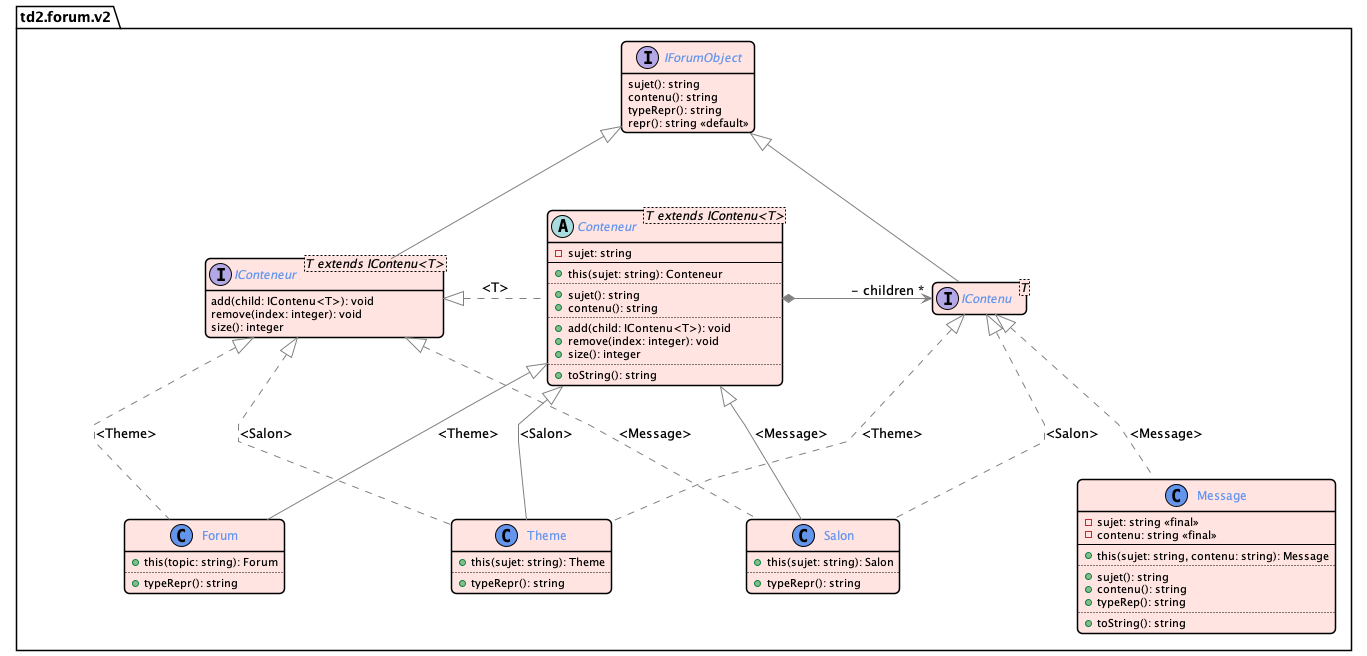 td2.forum.v2
I IForumObject
sujet(): string
contenu(): string
typeRepr(): string
repr(): string «default»
A Conteneur
T extends IContenu<T>
sujet: string
this(sujet: string): Conteneur
sujet(): string
contenu(): string
add(child: IContenu<T>): void
remove(index: integer): void
size(): integer
toString(): string
I IConteneur
T extends IContenu<T>
add(child: IContenu<T>): void
remove(index: integer): void
size(): integer
<T>
- children *
I IContenu
T
<Theme>
<Salon>
<Theme>
<Salon>
<Message>
<Message>
<Theme>
<Salon>
<Message>
C Forum
this(topic: string): Forum
typeRepr(): string
C Theme
this(sujet: string): Theme
typeRepr(): string
C Salon
this(sujet: string): Salon
typeRepr(): string
C Message
sujet: string «final»
contenu: string «final»
this(sujet: string, contenu: string): Message
sujet(): string
contenu(): string
typeRep(): string
toString(): string